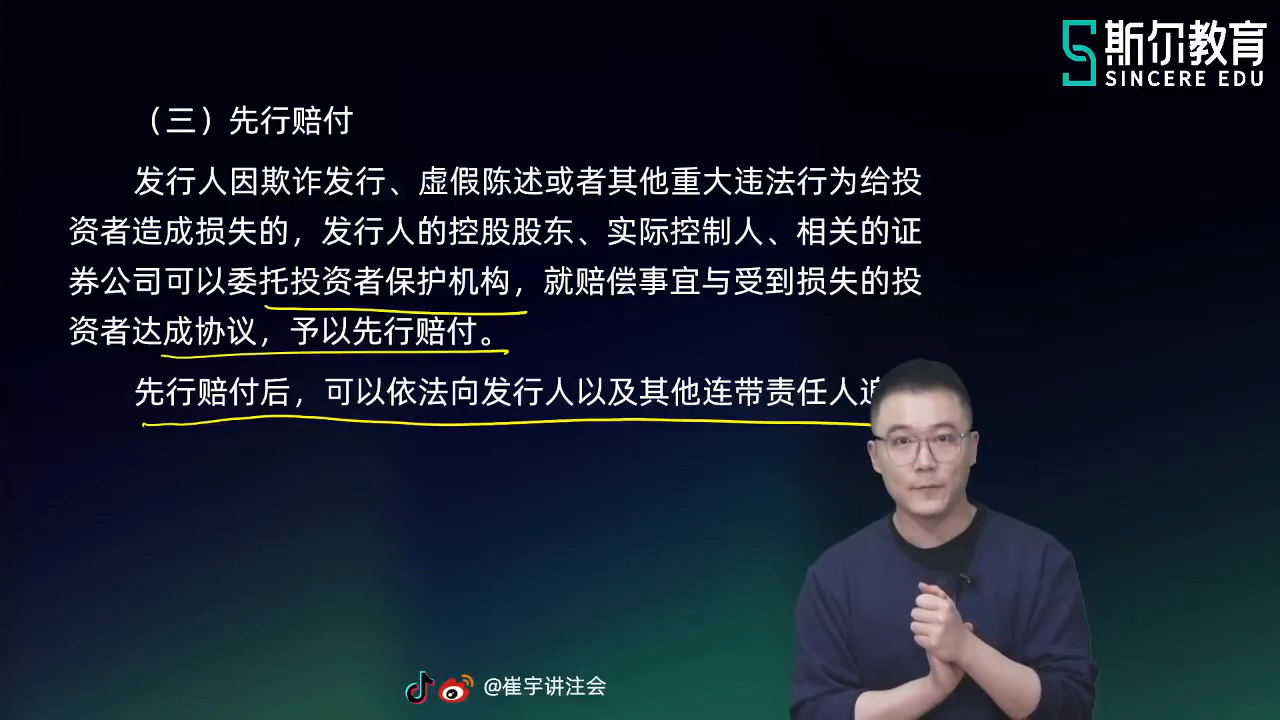 斯尔教育
SINCERE EDU
（三）先行赔付
发行人因欺诈发行、虚假陈述或者其他重大违法行为给投
资者造成损失的，发行人的控股股东、实际控制人、相关的证
券公司可以委托投资者保护机构，就赔偿事宜与受到损失的投
资者达成协议，予以先行赔付。
先行赔付后，可以依法向发行人以及其他连带责任人
@崔宇讲注会